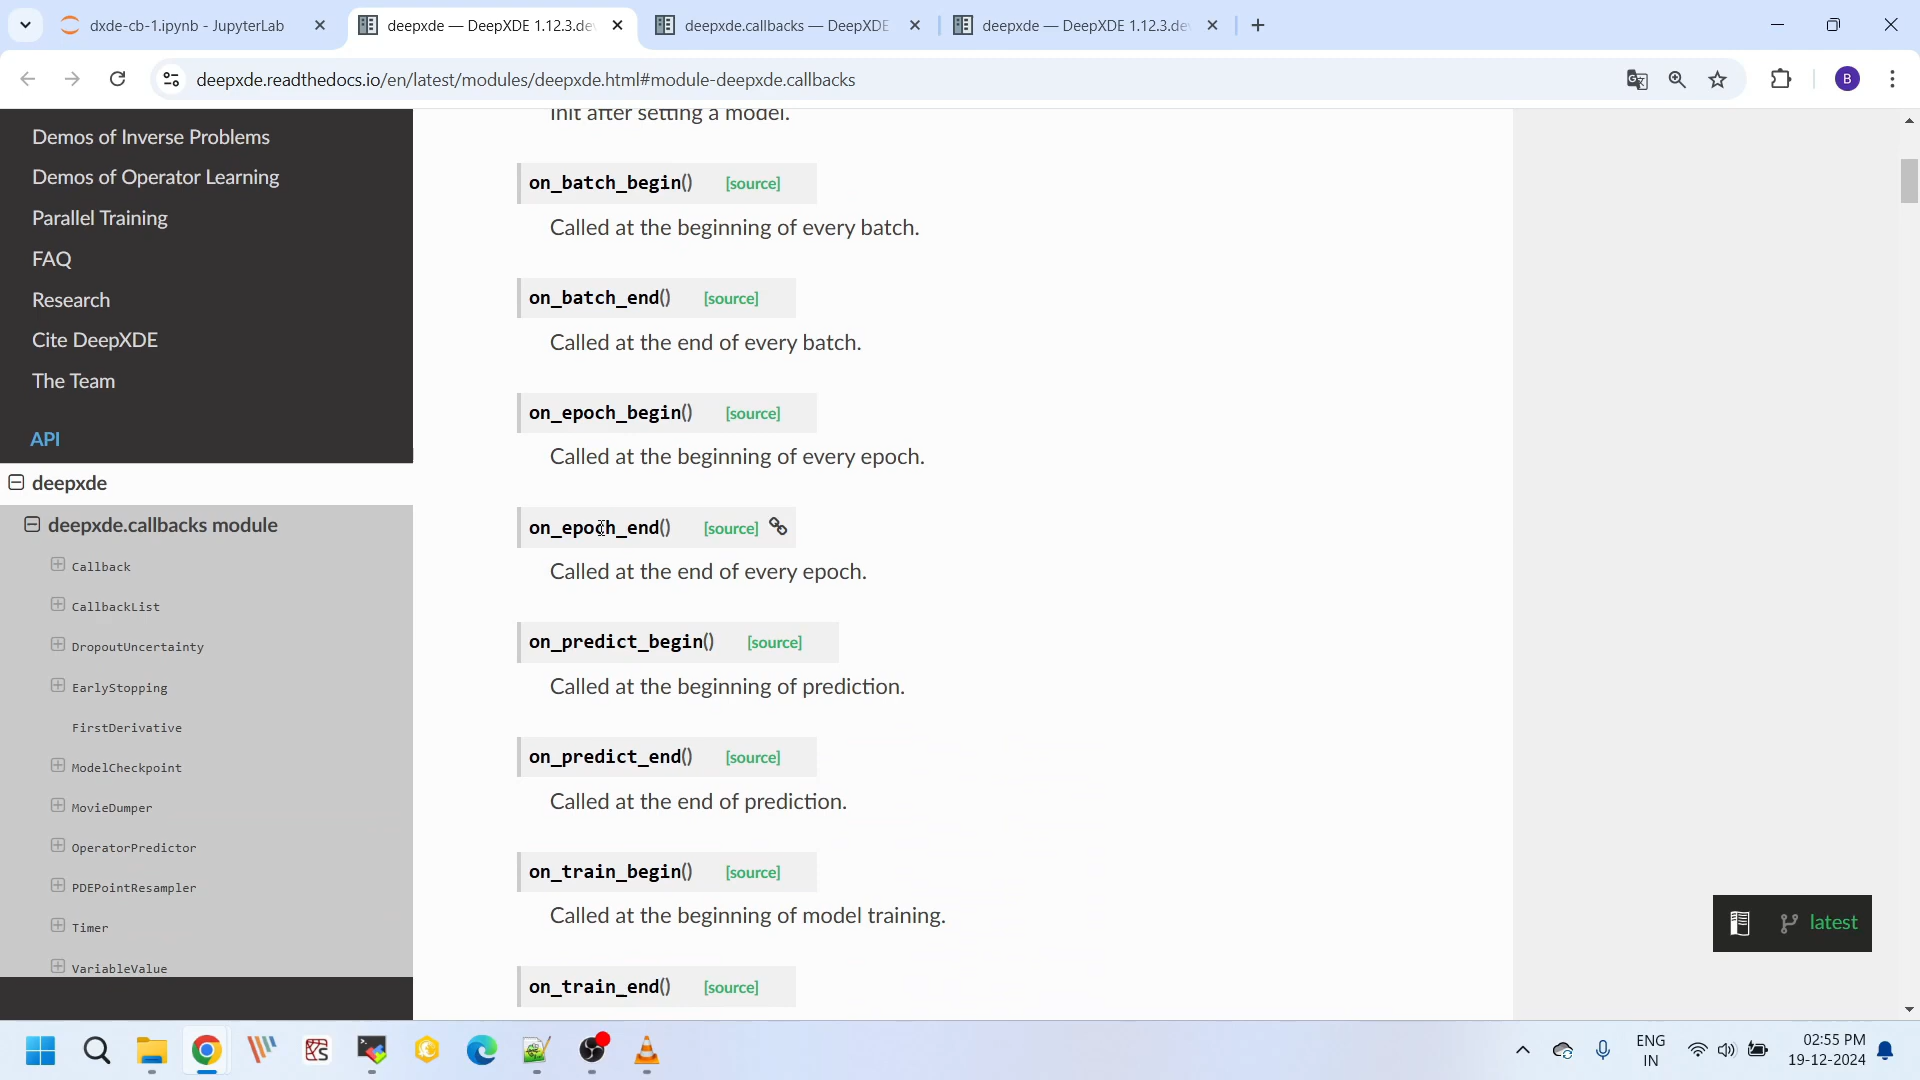 dxde-cb-1.ipynb - JupyterLab
deepxde — DeepXDE 1.12.3.de
deepxde.callbacks — DeepXDE
deepxde — DeepXDE 1.12.3.de
deepxde.readthedocs.io/en/latest/modules/deepxde.html#module-deepxde.callbacks
B
Demos of Inverse Problems
Demos of Operator Learning
Parallel Training
FAQ
Research
Cite DeepXDE
The Team
API
deepxde
deepxde.callbacks module
Callback
CallbackList
DropoutUncertainty
EarlyStopping
FirstDerivative
ModelCheckpoint
MovieDumper
OperatorPredictor
PDEPointResampler
Timer
VariableValue
Init after setting a model.
on_batch_begin() [source]
Called at the beginning of every batch.
on_batch_end() [source]
Called at the end of every batch.
on_epoch_begin() [source]
Called at the beginning of every epoch.
on_epoch_end() [source]
Called at the end of every epoch.
on_predict_begin() [source]
Called at the beginning of prediction.
on_predict_end() [source]
Called at the end of prediction.
on_train_begin() [source]
Called at the beginning of model training.
on_train_end() [source]
latest
ENG
IN
02:55 PM
19-12-2024